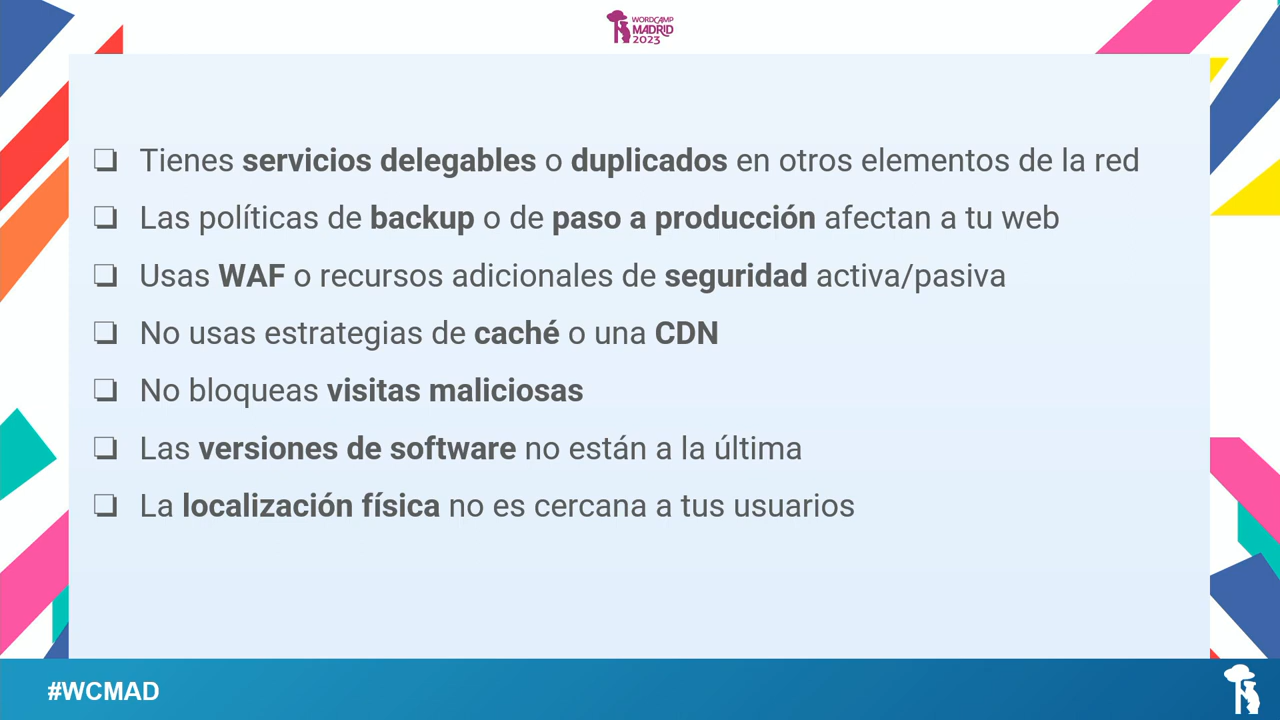 WORDCAMP
MADRID
2023
❏ Tienes servicios delegables o duplicados en otros elementos de la red
❏ Las políticas de backup o de paso a producción afectan a tu web
❏ Usas WAF o recursos adicionales de seguridad activa/pasiva
❏ No usas estrategias de caché o una CDN
❏ No bloqueas visitas maliciosas
❏ Las versiones de software no están a la última
❏ La localización física no es cercana a tus usuarios
#WCMAD